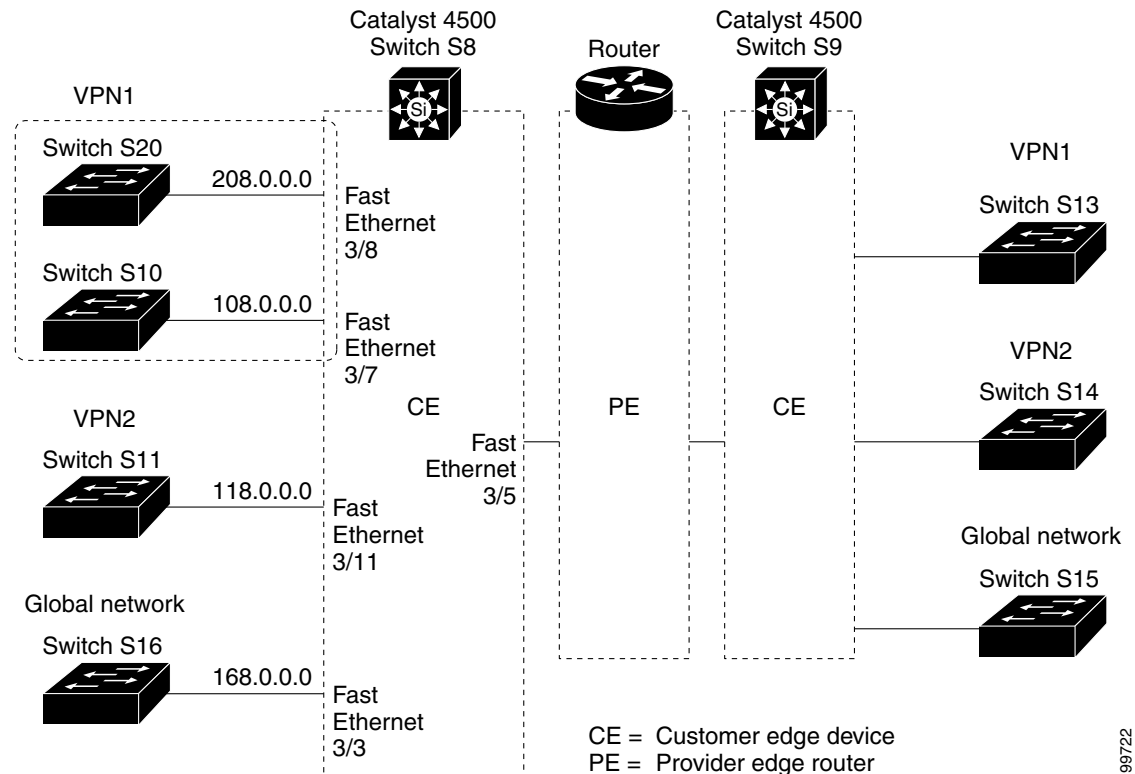 Catalyst 4500
Switch S8
Router
Catalyst 4500
Switch S9
Si
Si
VPN1
Switch S20
208.0.0.0
Fast
Ethernet
3/8
Switch S10
108.0.0.0
Fast
Ethernet
3/7
VPN2
Switch S11
118.0.0.0
Fast
Ethernet
3/11
Global network
Switch S16
168.0.0.0
Fast
Ethernet
3/3
CE
Fast
Ethernet
3/5
PE
CE
VPN1
Switch S13
VPN2
Switch S14
Global network
Switch S15
CE = Customer edge device
PE = Provider edge router
99722